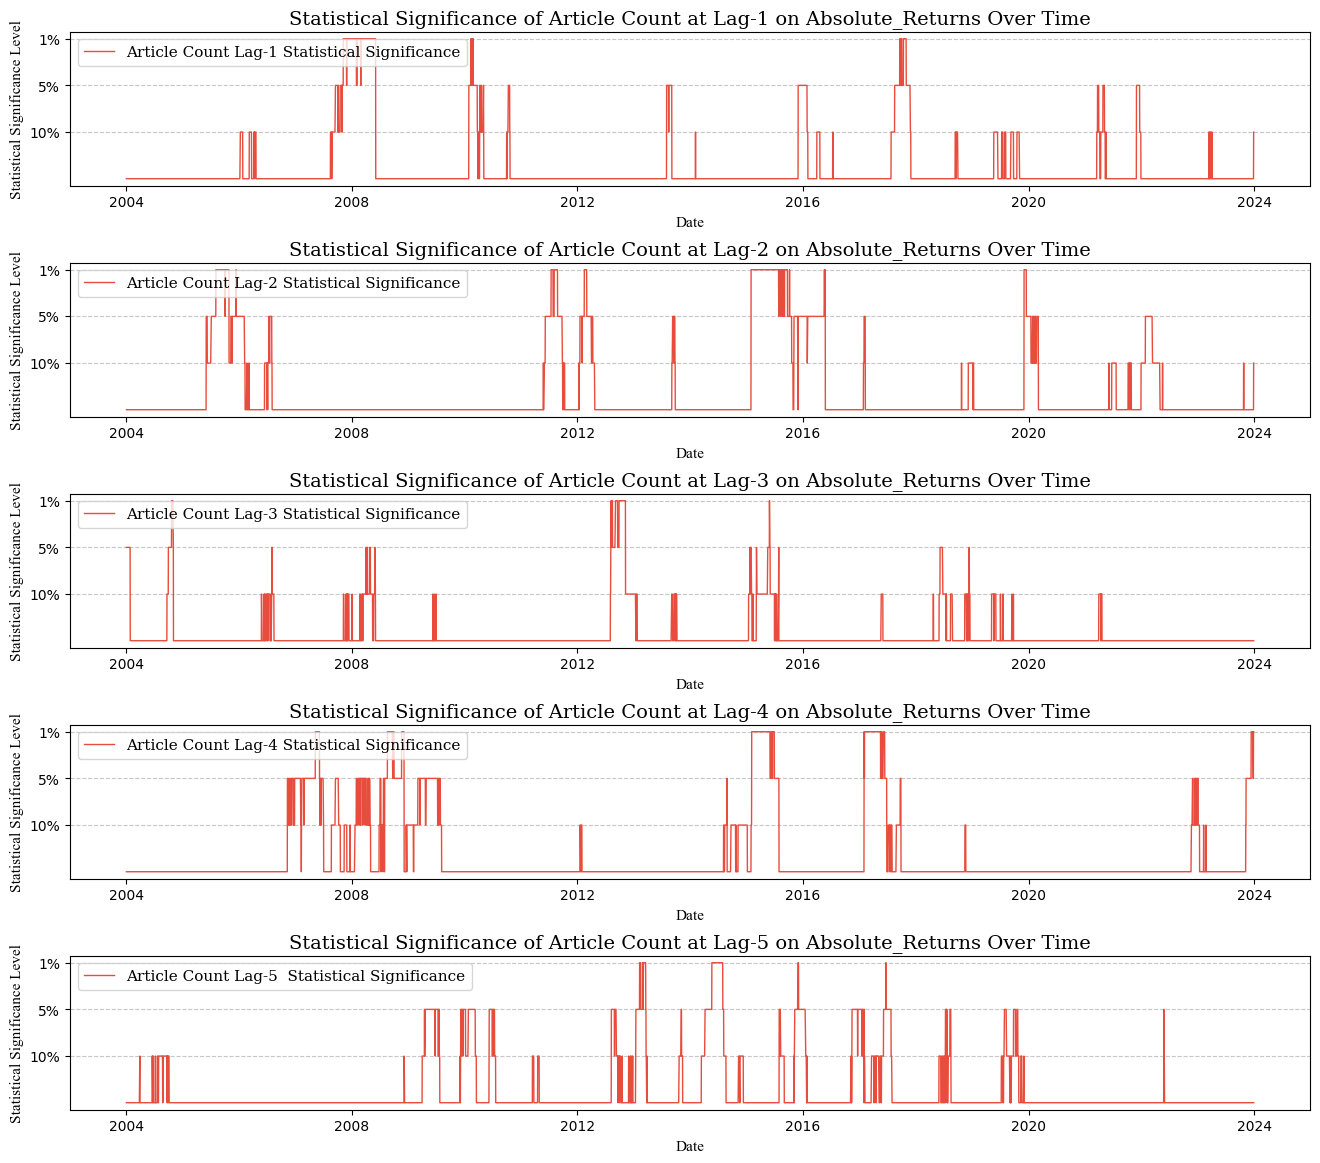 Statistical Significance of Article Count at Lag-1 on Absolute_Returns Over Time
Statistical Significance Level
1%
5%
10%
Article Count Lag-1 Statistical Significance
2004 2008 2012 2016 2020 2024
Date
Statistical Significance of Article Count at Lag-2 on Absolute_Returns Over Time
Statistical Significance Level
1%
5%
10%
Article Count Lag-2 Statistical Significance
2004 2008 2012 2016 2020 2024
Date
Statistical Significance of Article Count at Lag-3 on Absolute_Returns Over Time
Statistical Significance Level
1%
5%
10%
Article Count Lag-3 Statistical Significance
2004 2008 2012 2016 2020 2024
Date
Statistical Significance of Article Count at Lag-4 on Absolute_Returns Over Time
Statistical Significance Level
1%
5%
10%
Article Count Lag-4 Statistical Significance
2004 2008 2012 2016 2020 2024
Date
Statistical Significance of Article Count at Lag-5 on Absolute_Returns Over Time
Statistical Significance Level
1%
5%
10%
Article Count Lag-5  Statistical Significance
2004 2008 2012 2016 2020 2024
Date